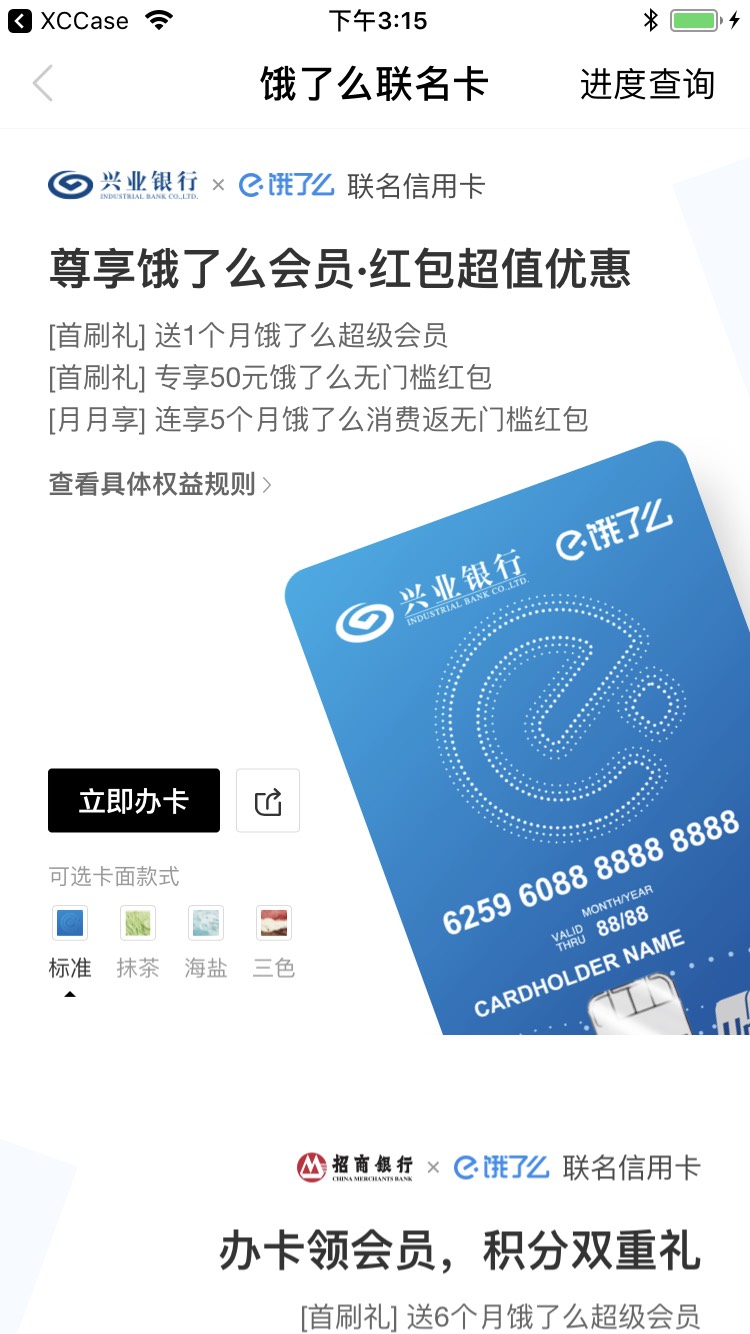 XCCase
下午3:15
饿了么联名卡
进度查询
兴业银行 INDUSTRIAL BANK CO.,LTD. × 饿了么 联名信用卡
尊享饿了么会员·红包超值优惠
[首刷礼] 送1个月饿了么超级会员
[首刷礼] 专享50元饿了么无门槛红包
[月月享] 连享5个月饿了么消费返无门槛红包
查看具体权益规则
饿了么
兴业银行
INDUSTRIAL BANK CO.,LTD.
立即办卡
6259 6088 8888 8888
MONTH/YEAR
VALID THRU 88/88
CARDHOLDER NAME
可选卡面款式
标准 抹茶 海盐 三色
招商银行 CHINA MERCHANTS BANK × 饿了么 联名信用卡
办卡领会员，积分双重礼
[首刷礼] 送6个月饿了么超级会员